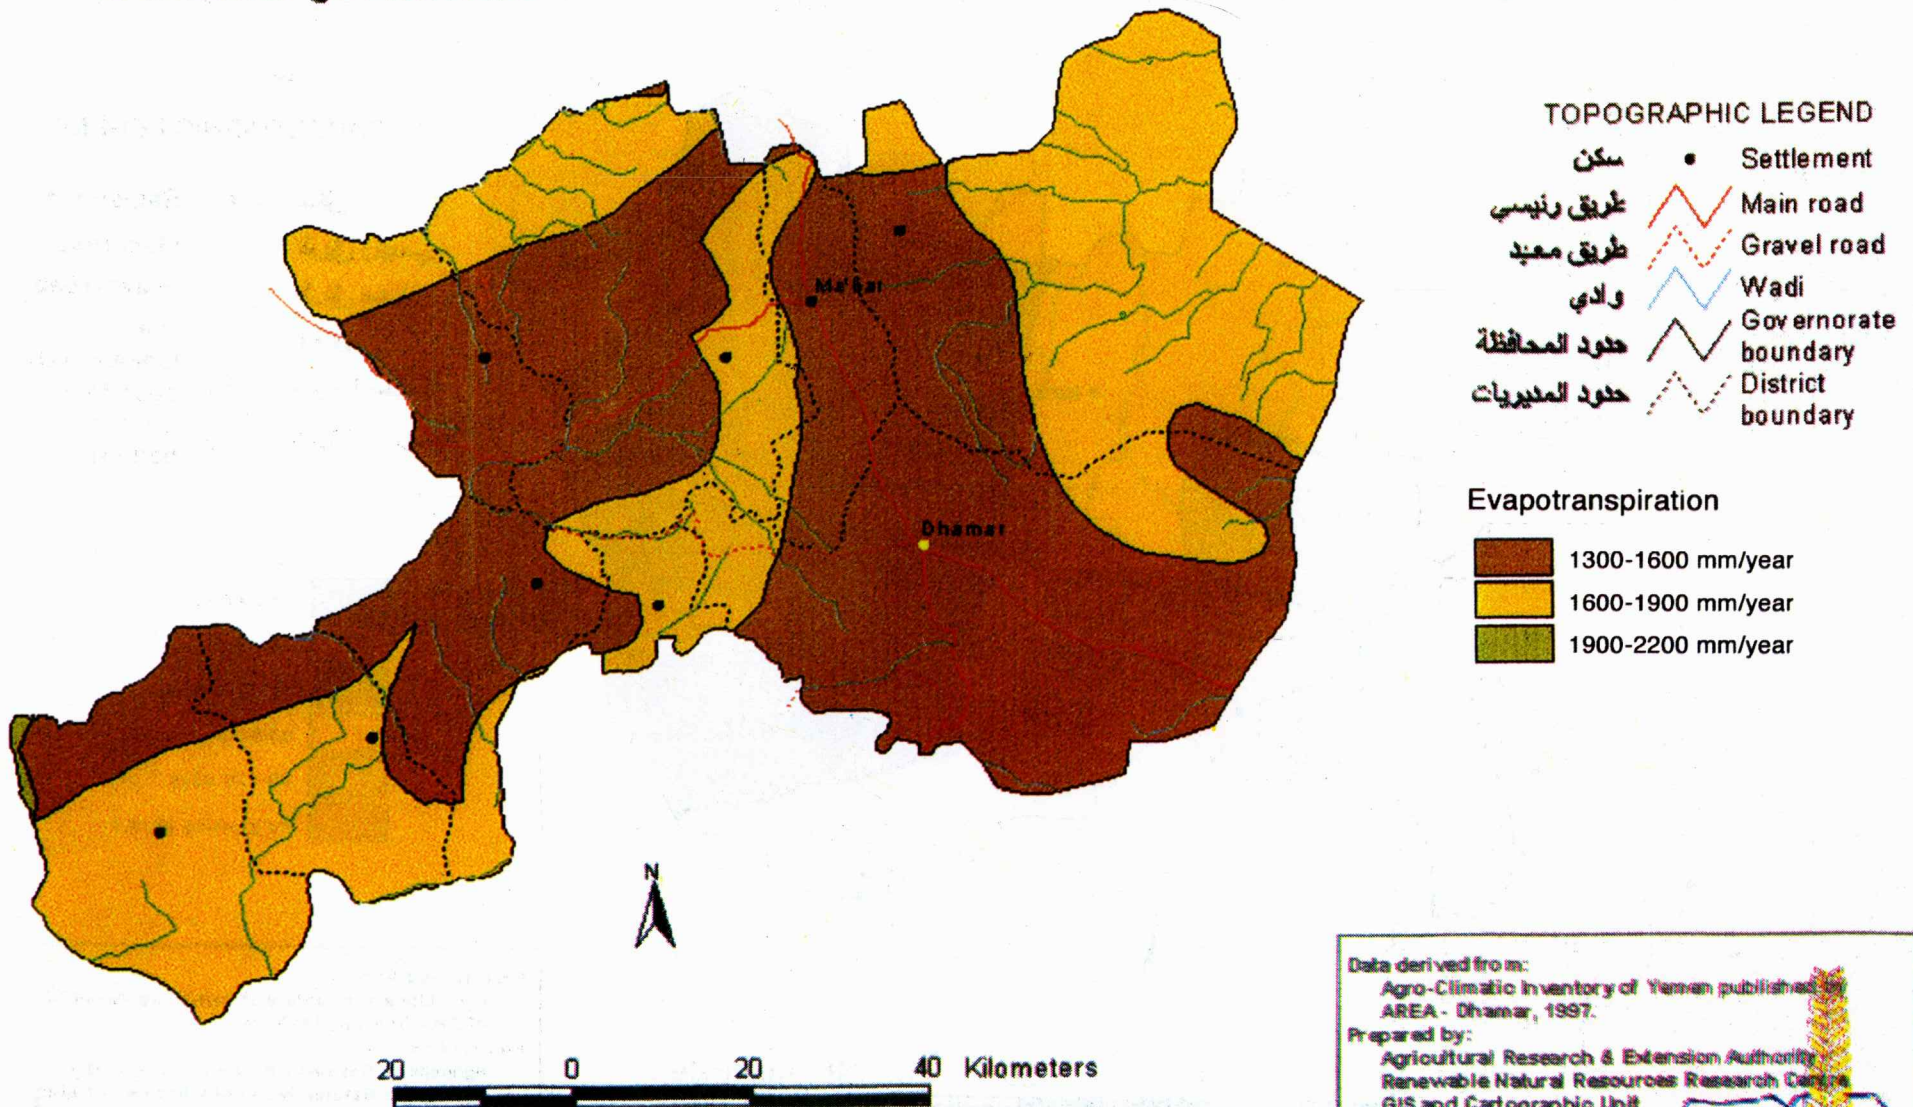 Ma'bar
Dhamar
N
20 0 20 40 Kilometers
TOPOGRAPHIC LEGEND
سكن Settlement
طريق رئيسي Main road
طريق معبد Gravel road
وادي Wadi
حدود المحافظة Governorate boundary
حدود المديريات District boundary
Evapotranspiration
1300-1600 mm/year
1600-1900 mm/year
1900-2200 mm/year
Data derived from:
Agro-Climatic Inventory of Yemen published by
AREA - Dhamar, 1997.
Prepared by:
Agricultural Research & Extension Authority
Renewable Natural Resources Research Centre
GIS and Cartographic Unit